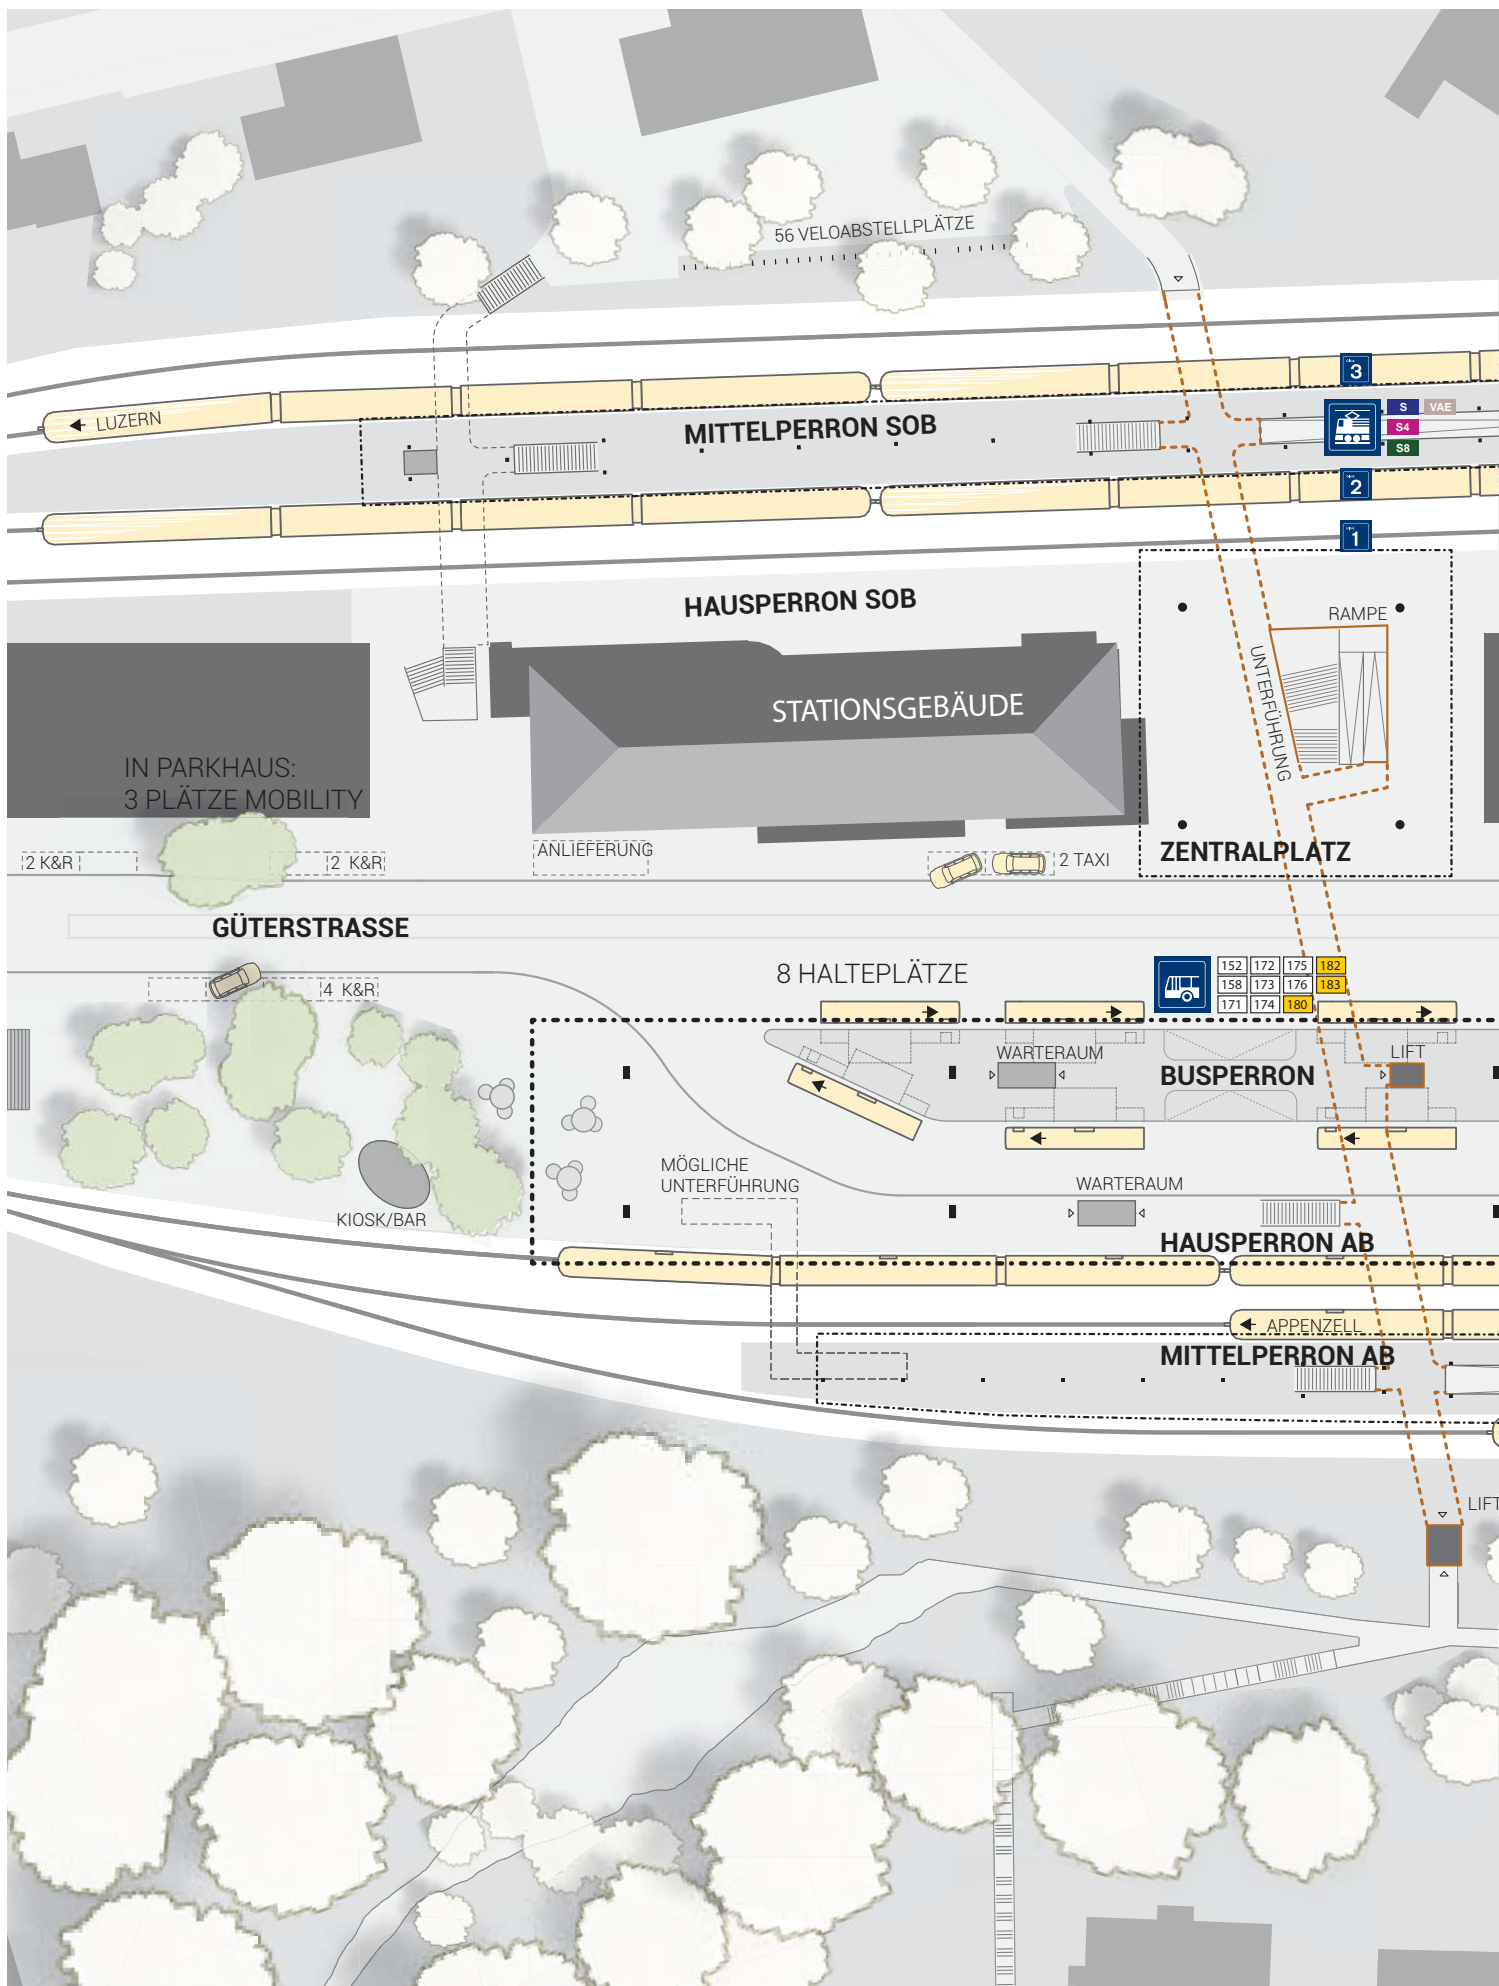 56 VELOABSTELLPLÄTZE
3
LUZERN
MITTELPERRON SOB
S VAE
S4
S8
2
1
HAUSPERRON SOB
RAMPE
UNTERFÜHRUNG
STATIONSGEBÄUDE
IN PARKHAUS:
3 PLÄTZE MOBILITY
2 K&R
2 K&R
ANLIEFERUNG
2 TAXI
ZENTRALPLATZ
GÜTERSTRASSE
4 K&R
8 HALTEPLÄTZE
152 172 175 182
158 173 176 183
171 174 180
WARTERAUM
LIFT
BUSPERRON
MÖGLICHE
UNTERFÜHRUNG
WARTERAUM
KIOSK/BAR
HAUSPERRON AB
APPENZELL
MITTELPERRON AB
LIFT